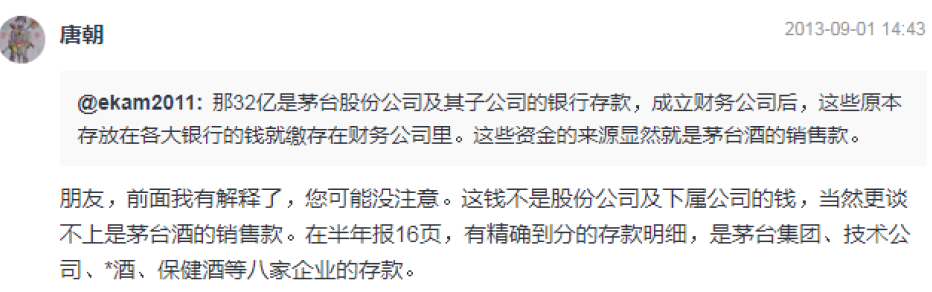 唐朝
2013-09-01 14:43
@ekam2011: 那32亿是茅台股份公司及其子公司的银行存款，成立财务公司后，这些原本
存放在各大银行的钱就缴存在财务公司里。这些资金的来源显然就是茅台酒的销售款。
朋友，前面我有解释了，您可能没注意。这钱不是股份公司及下属公司的钱，当然更谈
不上是茅台酒的销售款。在半年报16页，有精确到分的存款明细，是茅台集团、技术公
司、*酒、保健酒等八家企业的存款。